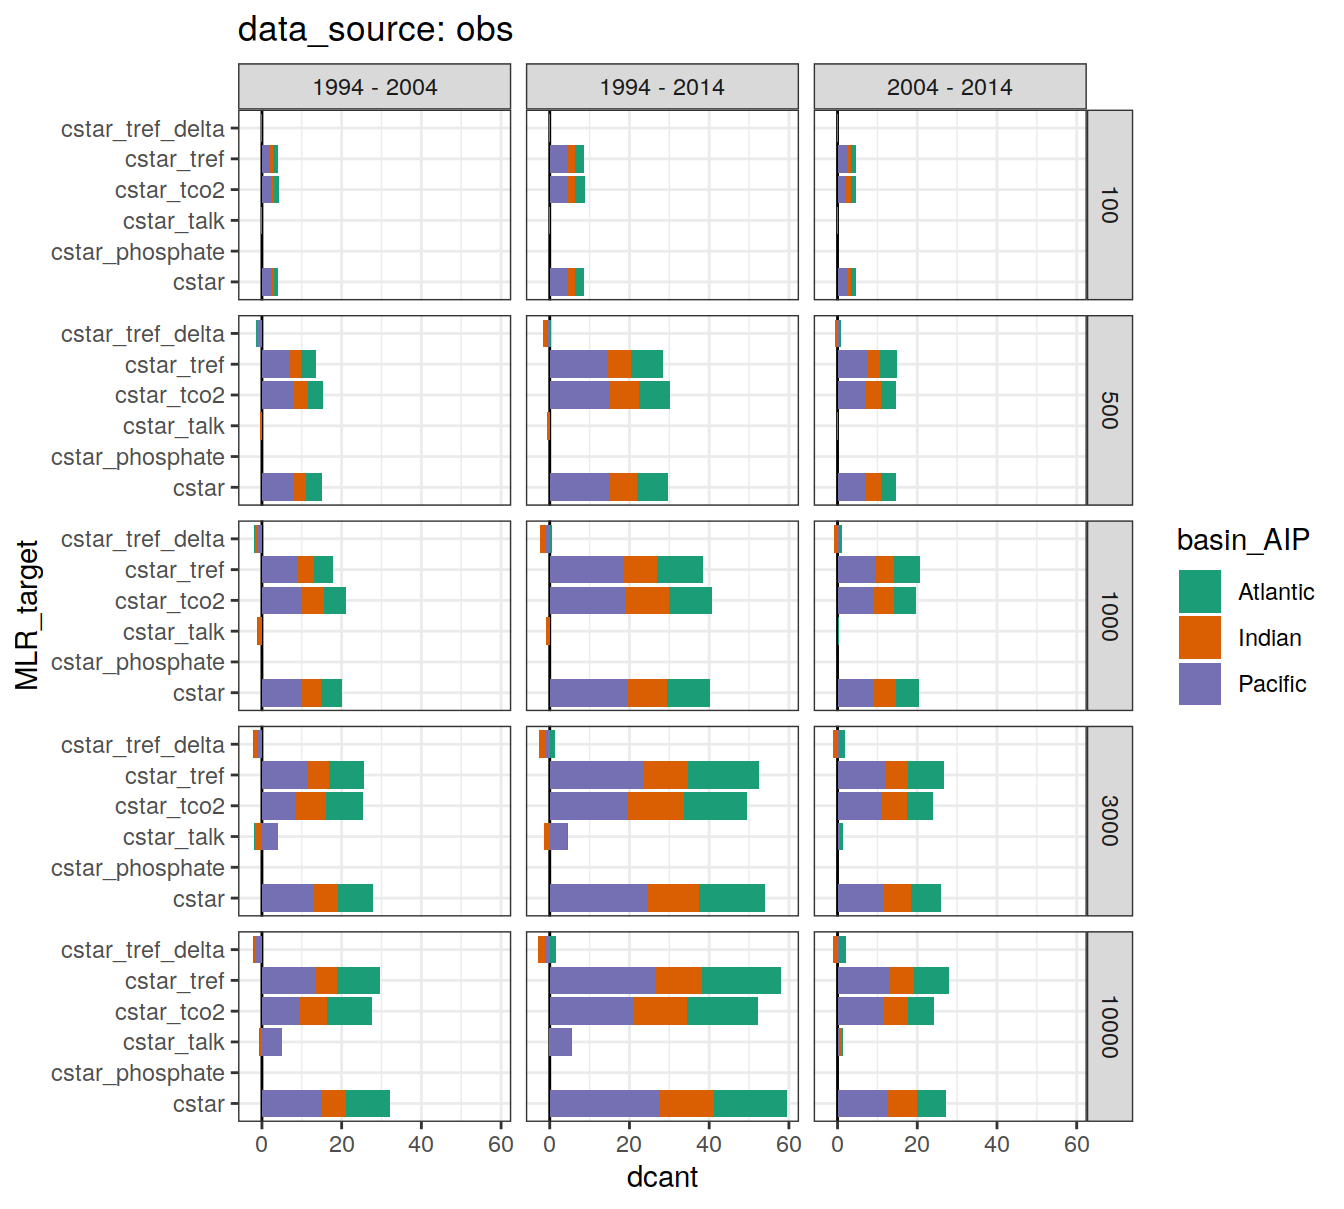 data_source: obs
1994 - 2004
1994 - 2014
2004 - 2014
cstar_tref_delta
cstar_tref
cstar_tco2
cstar_talk
cstar_phosphate
cstar
100
cstar_tref_delta
cstar_tref
cstar_tco2
cstar_talk
cstar_phosphate
cstar
500
cstar_tref_delta
cstar_tref
cstar_tco2
cstar_talk
cstar_phosphate
cstar
1000
cstar_tref_delta
cstar_tref
cstar_tco2
cstar_talk
cstar_phosphate
cstar
3000
cstar_tref_delta
cstar_tref
cstar_tco2
cstar_talk
cstar_phosphate
cstar
10000
MLR_target
0 20 40 60
0 20 40 60
0 20 40 60
dcant
basin_AIP
Atlantic
Indian
Pacific